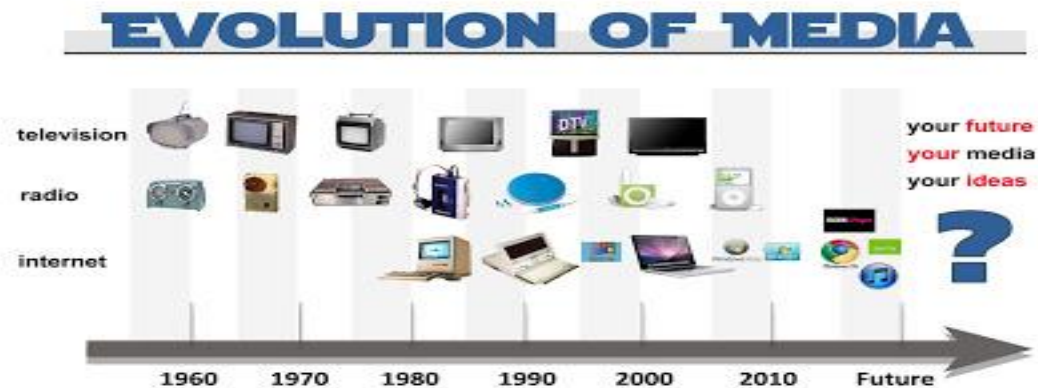 EVOLUTION OF MEDIA
television
DTV
your future
your media
radio
your ideas
internet
?
1960 1970 1980 1990 2000 2010 Future